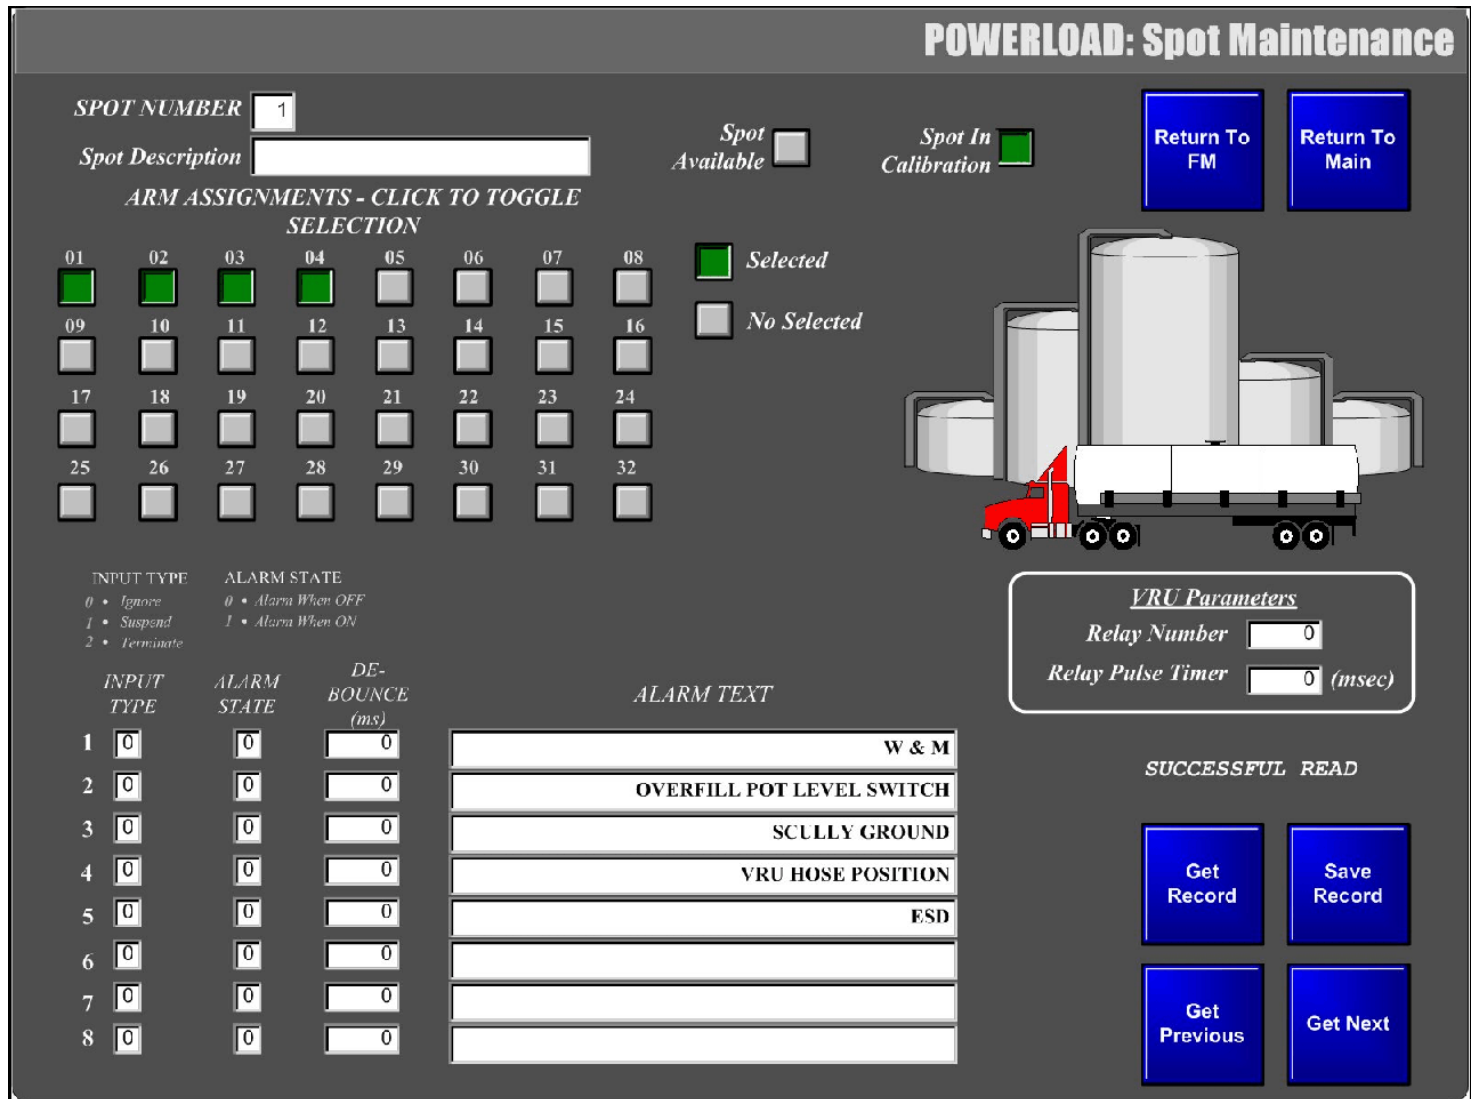 POWERLOAD: Spot Maintenance
SPOT NUMBER 1
Spot Description
Spot Available
Spot In Calibration
Return To FM
Return To Main
ARM ASSIGNMENTS - CLICK TO TOGGLE
SELECTION
01 02 03 04 05 06 07 08
09 10 11 12 13 14 15 16
17 18 19 20 21 22 23 24
25 26 27 28 29 30 31 32
Selected
No Selected
INPUT TYPE ALARM STATE
0 • Ignore 0 • Alarm When OFF
1 • Suspend 1 • Alarm When ON
2 • Terminate
VRU Parameters
Relay Number 0
Relay Pulse Timer 0 (msec)
INPUT TYPE ALARM STATE DE-BOUNCE (ms) ALARM TEXT
1 0 0 0 W & M
2 0 0 0 OVERFILL POT LEVEL SWITCH
3 0 0 0 SCULLY GROUND
4 0 0 0 VRU HOSE POSITION
5 0 0 0 ESD
6 0 0 0
7 0 0 0
8 0 0 0
SUCCESSFUL READ
Get Record
Save Record
Get Previous
Get Next